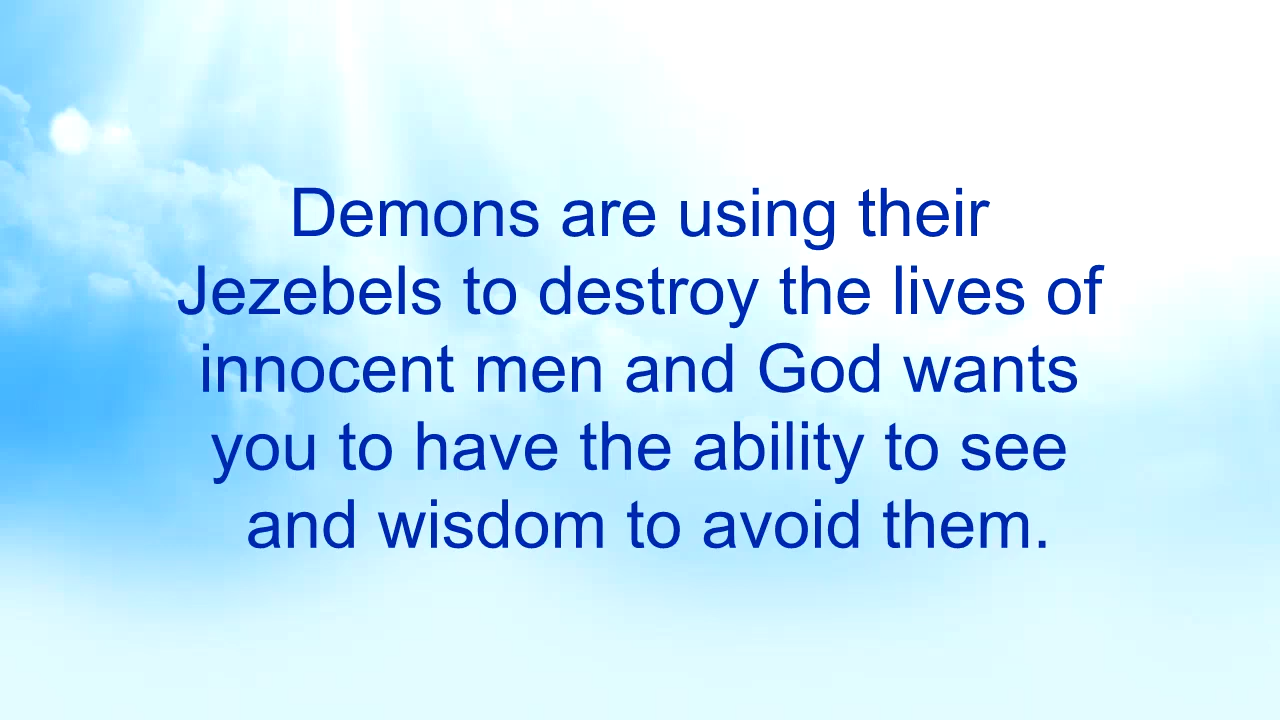 Demons are using their
Jezebels to destroy the lives of
innocent men and God wants
you to have the ability to see
and wisdom to avoid them.